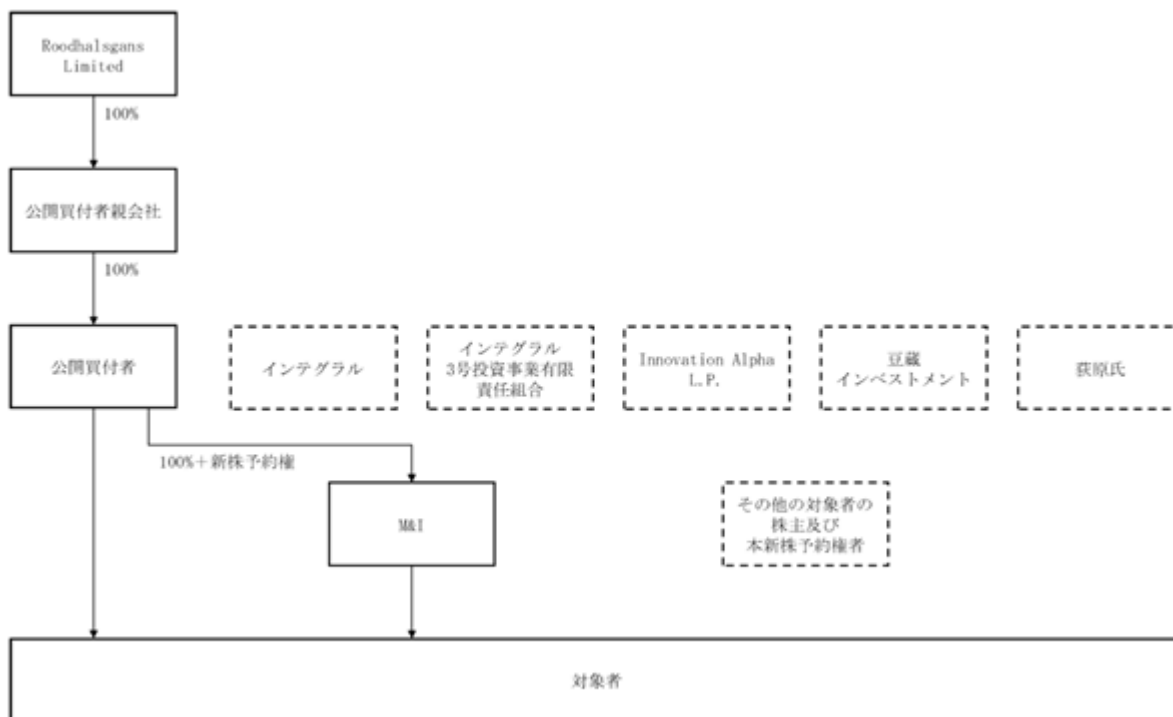 Roodhalsgans
Limited
100%
公開買付者親会社
100%
公開買付者
インテグラル
インテグラル
3号投資事業有限
責任組合
Innovation Alpha
L.P.
豆蔵
インベストメント
荻原氏
100%+新株予約権
M&I
その他の対象者の
株主及び
本新株予約権者
対象者